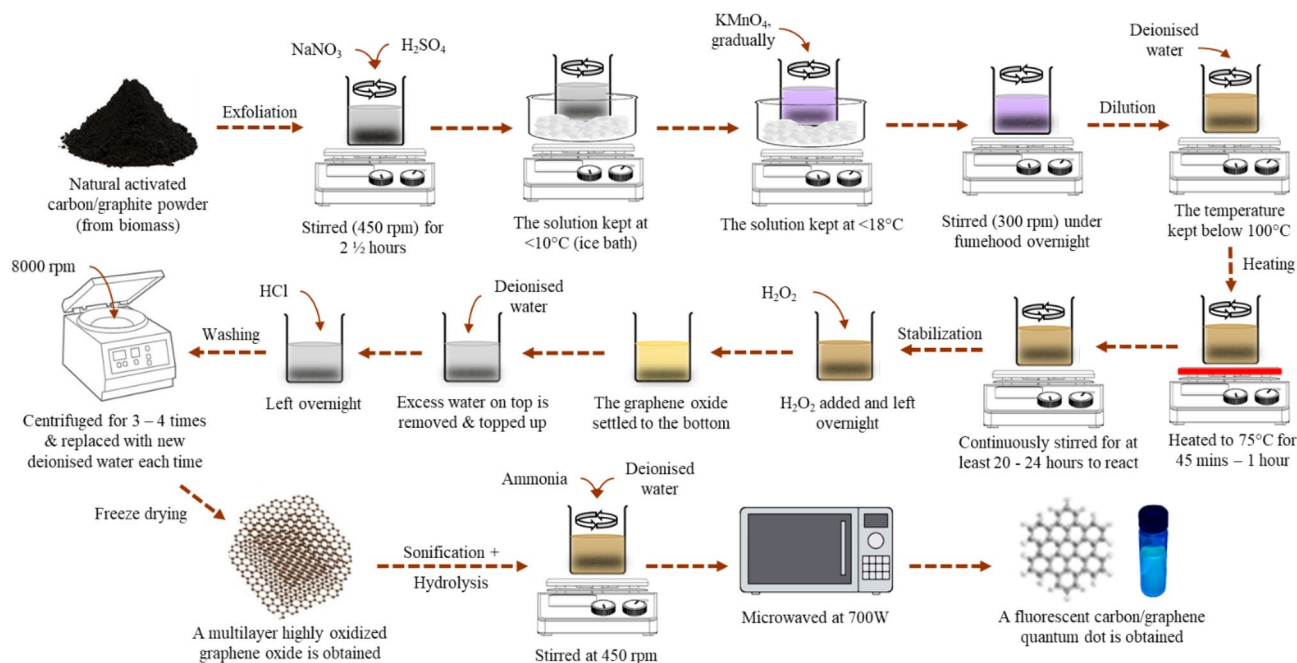 NaNO3
H2SO4
Exfoliation
Natural activated
carbon/graphite powder
(from biomass)
Stirred (450 rpm) for
2 ½ hours
The solution kept at
<10°C (ice bath)
KMnO4,
gradually
The solution kept at <18°C
Stirred (300 rpm) under
fumehood overnight
Dilution
Deionised
water
The temperature
kept below 100°C
Heating
Heated to 75°C for
45 mins – 1 hour
Continuously stirred for at
least 20 - 24 hours to react
Stabilization
H2O2
H2O2 added and left
overnight
The graphene oxide
settled to the bottom
Deionised
water
Excess water on top is
removed & topped up
HCl
Left overnight
Washing
8000 rpm
Centrifuged for 3 – 4 times
& replaced with new
deionised water each time
Freeze drying
A multilayer highly oxidized
graphene oxide is obtained
Sonification +
Hydrolysis
Ammonia
Deionised
water
Stirred at 450 rpm
Microwaved at 700W
A fluorescent carbon/graphene
quantum dot is obtained